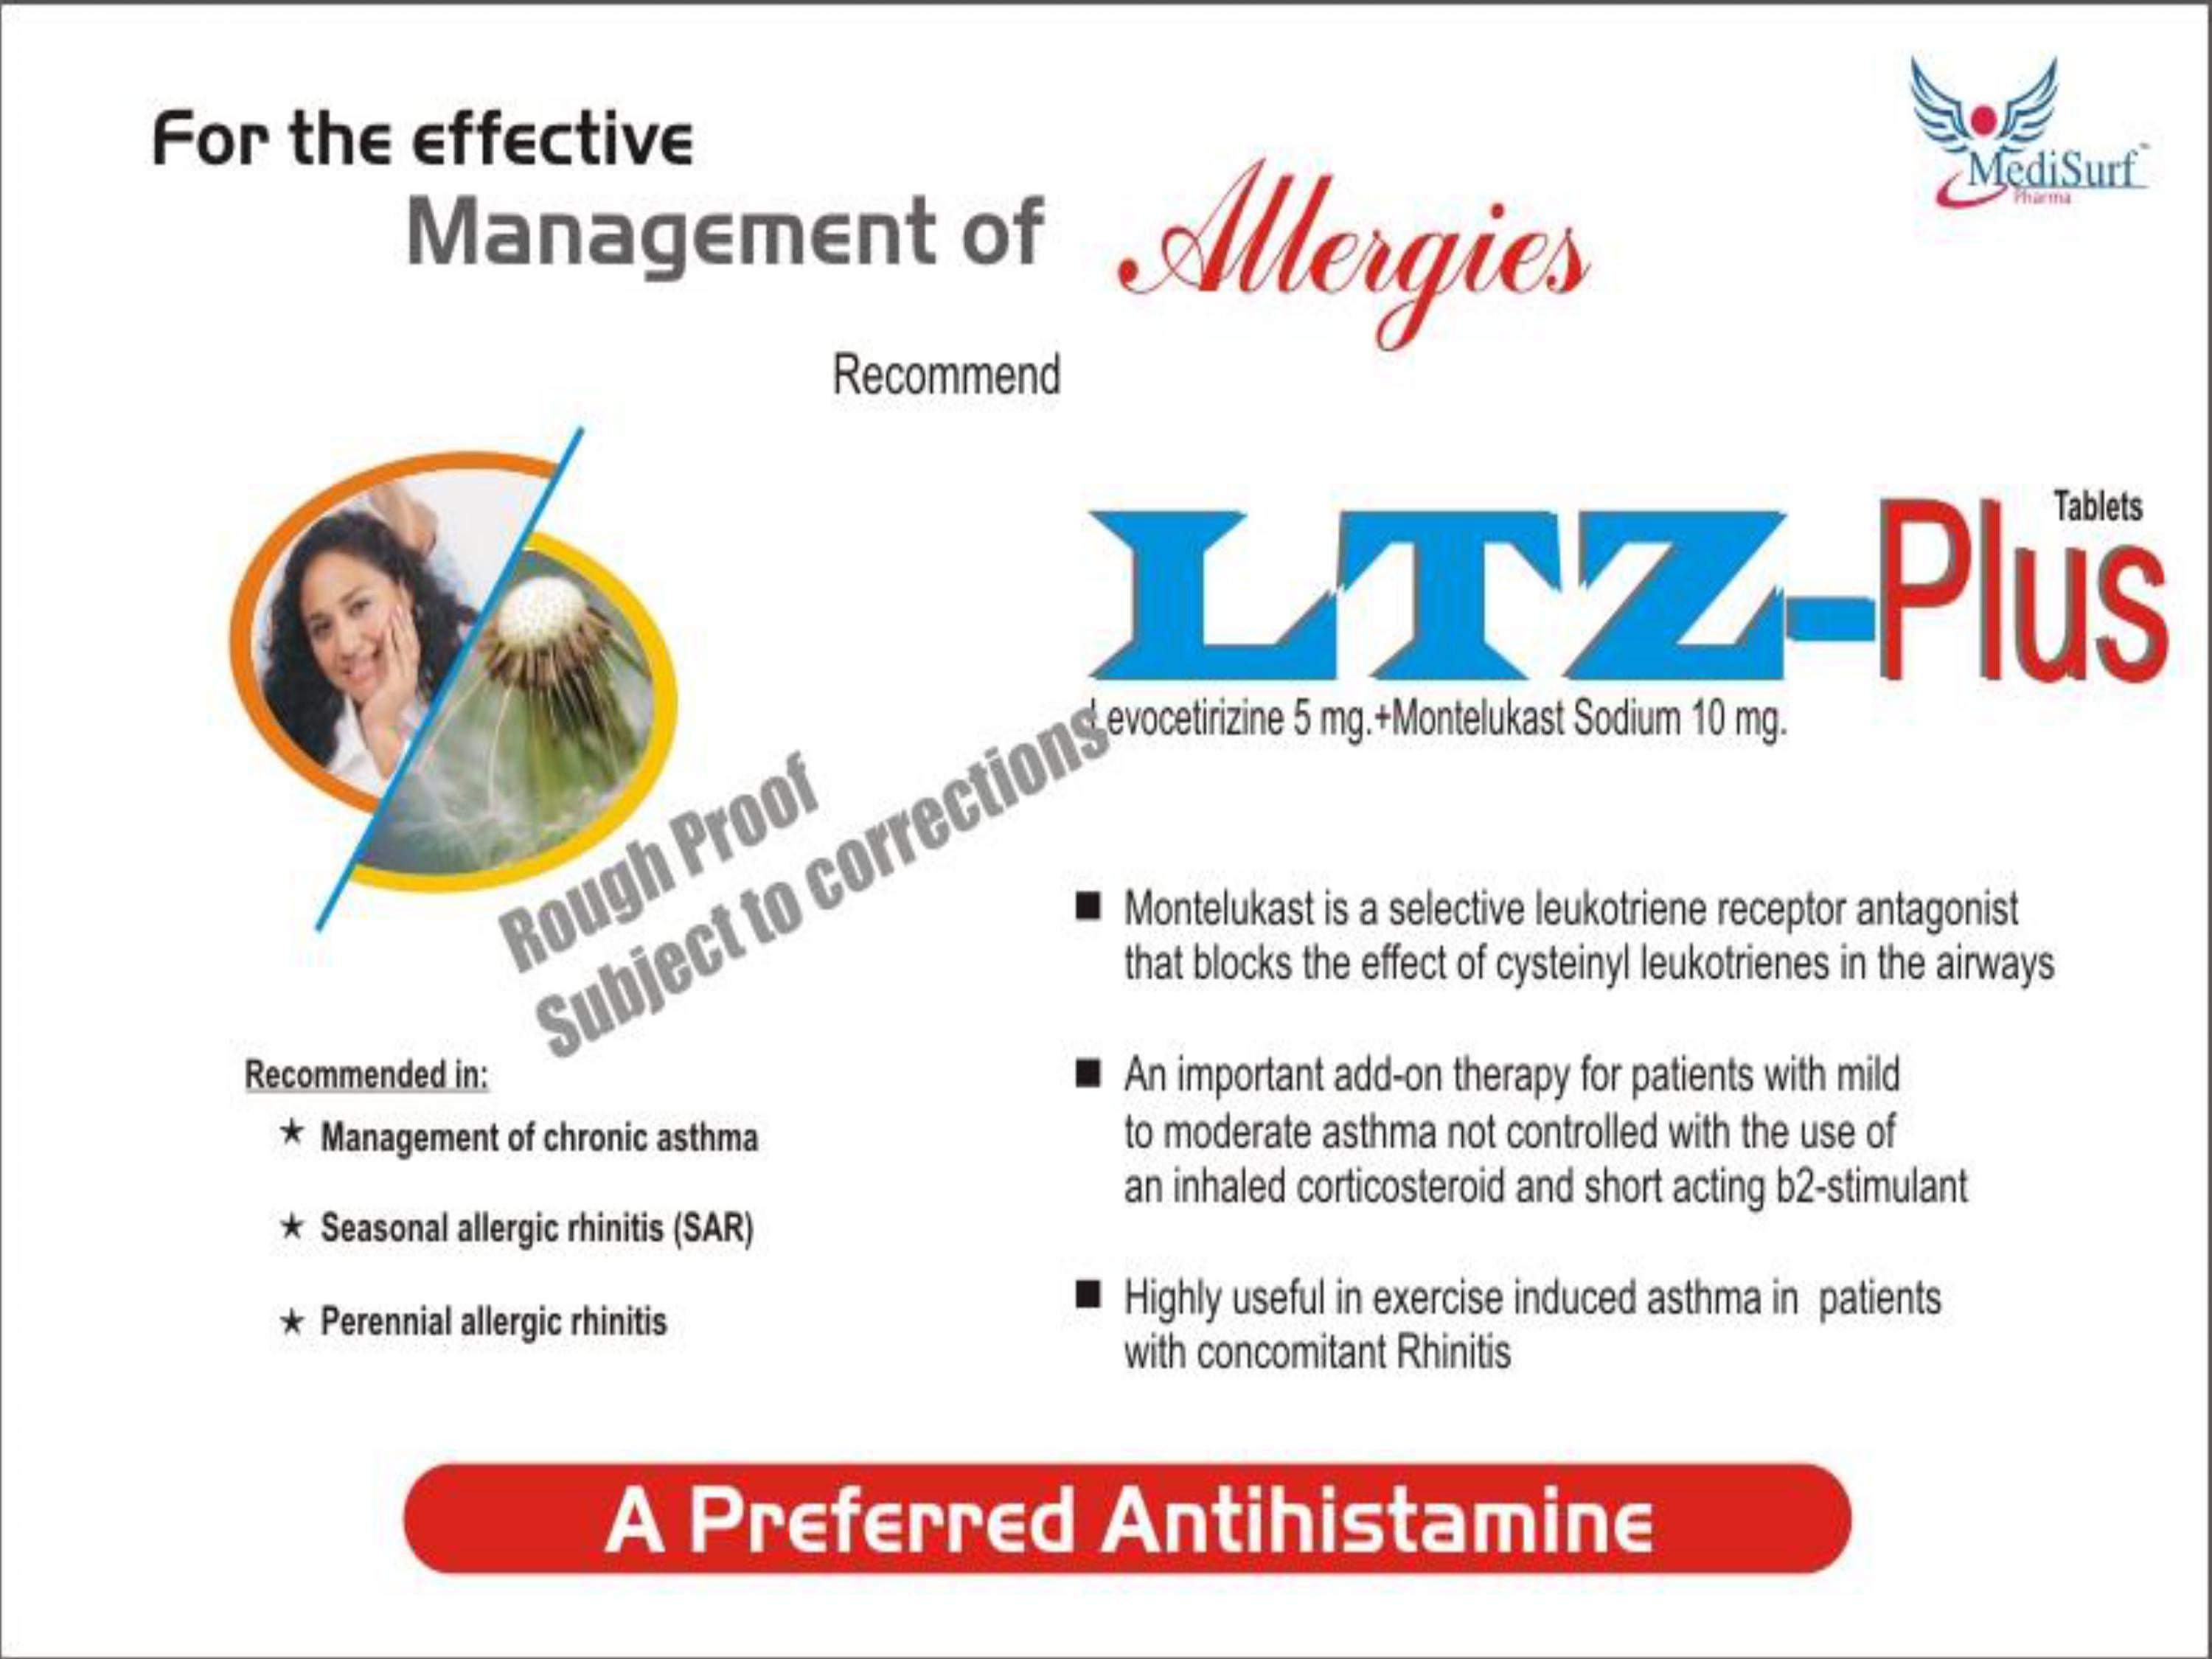 For the effective
Management of Allergies
MediSurf™
Pharma
Recommend
LTZ-Plus
Tablets
Levocetirizine 5 mg.+Montelukast Sodium 10 mg.
Rough Proof
Subject to corrections
■ Montelukast is a selective leukotriene receptor antagonist
that blocks the effect of cysteinyl leukotrienes in the airways
■ An important add-on therapy for patients with mild
to moderate asthma not controlled with the use of
an inhaled corticosteroid and short acting b2-stimulant
■ Highly useful in exercise induced asthma in patients
with concomitant Rhinitis
Recommended in:
★ Management of chronic asthma
★ Seasonal allergic rhinitis (SAR)
★ Perennial allergic rhinitis
A Preferred Antihistamine